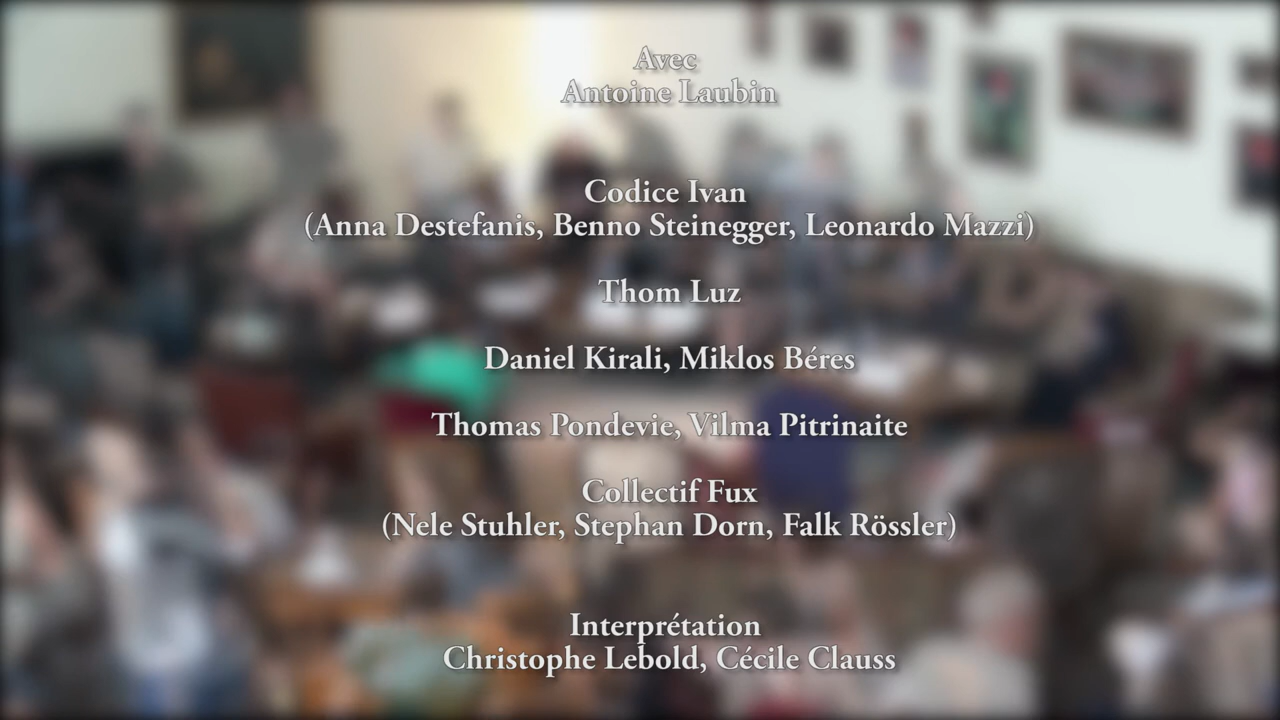 Avec
Antoine Laubin
Codice Ivan
(Anna Destefanis, Benno Steinegger, Leonardo Mazzi)
Thom Luz
Daniel Kirali, Miklos Béres
Thomas Pondevie, Vilma Pitrinaite
Collectif Fux
(Nele Stuhler, Stephan Dorn, Falk Rössler)
Interprétation
Christophe Lebold, Cécile Clauss